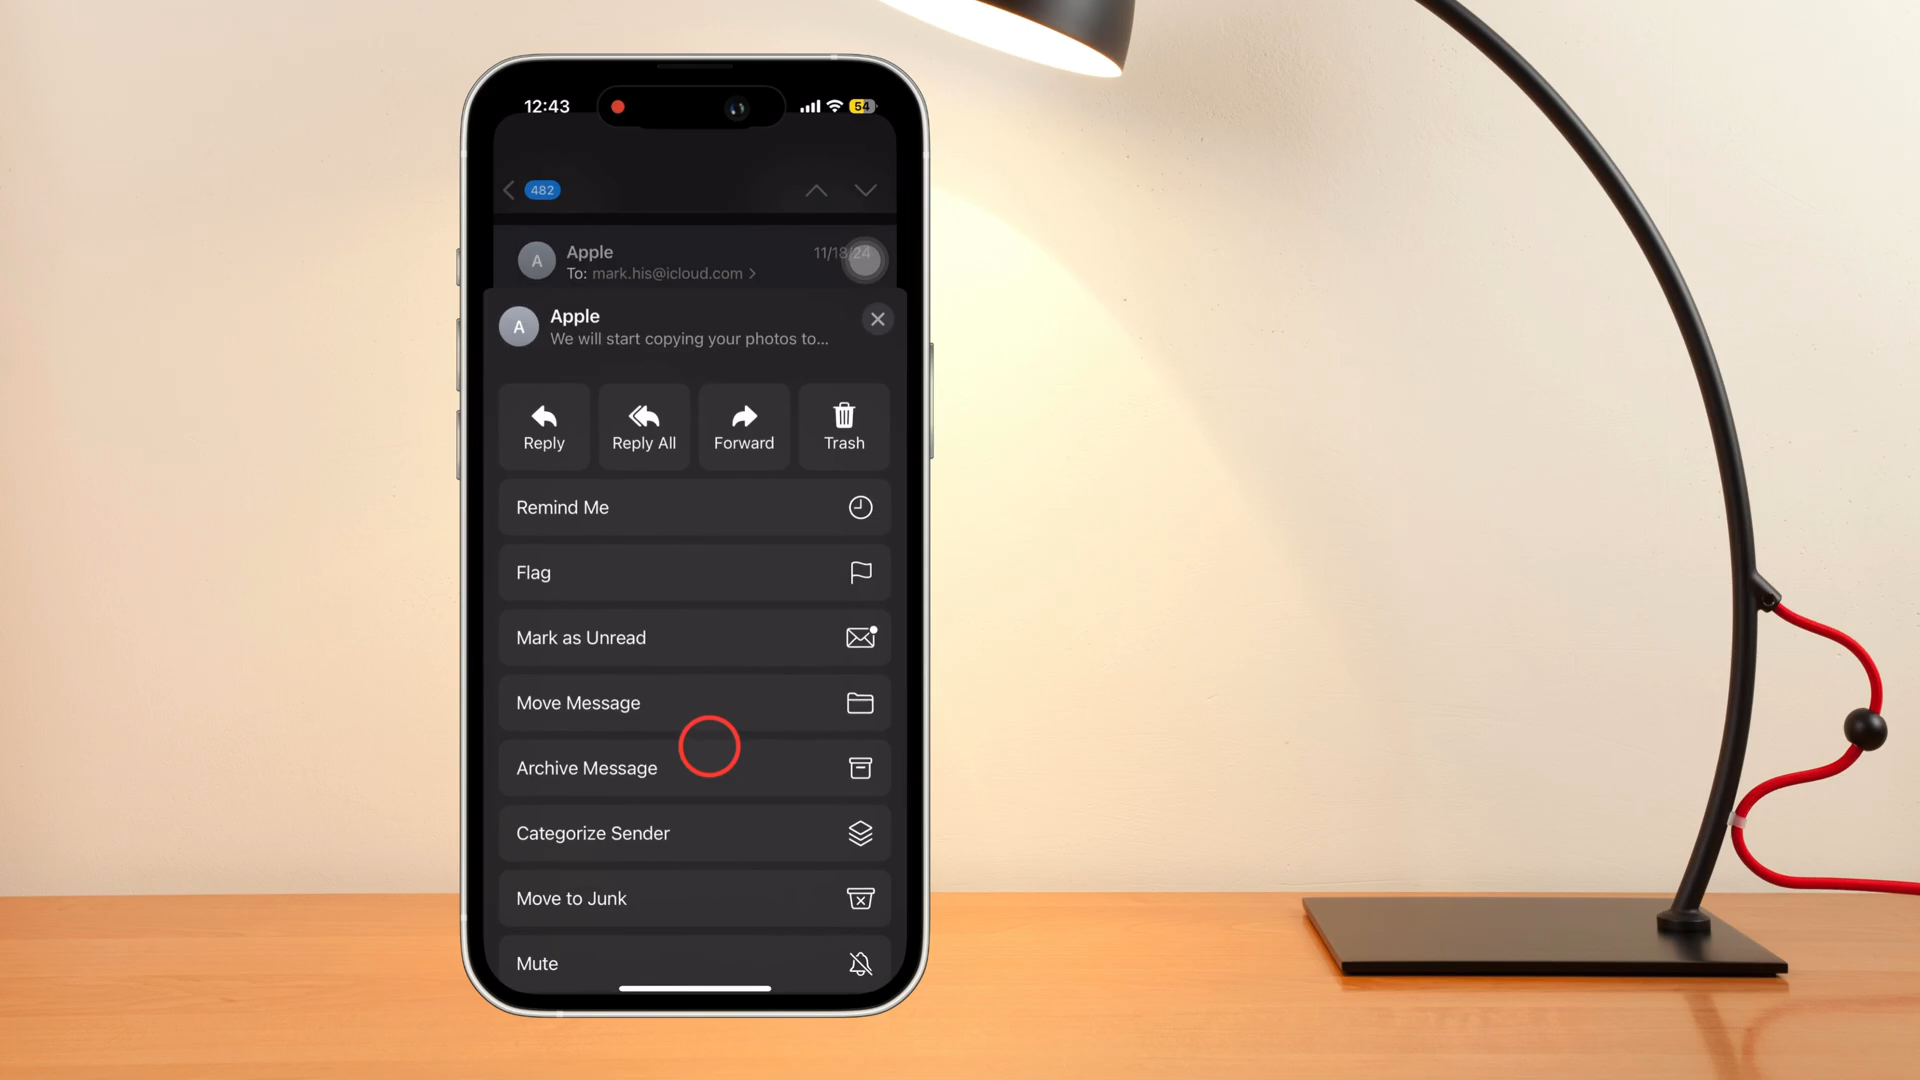 12:43
54
482
A
Apple
11/18/24
To: mark.his@icloud.com
A
Apple
We will start copying your photos to...
Reply
Reply All
Forward
Trash
Remind Me
Flag
Mark as Unread
Move Message
Archive Message
Categorize Sender
Move to Junk
Mute